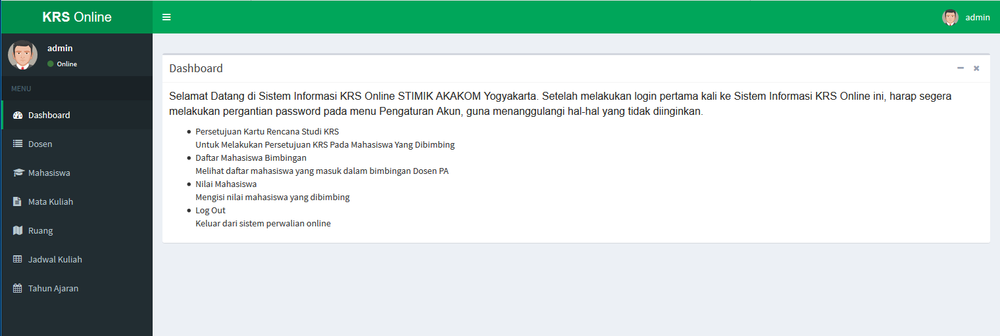 KRS Online
admin
admin
Online
MENU
Dashboard
Dosen
Mahasiswa
Mata Kuliah
Ruang
Jadwal Kuliah
Tahun Ajaran
Dashboard
Selamat Datang di Sistem Informasi KRS Online STIMIK AKAKOM Yogyakarta. Setelah melakukan login pertama kali ke Sistem Informasi KRS Online ini, harap segera
melakukan pergantian password pada menu Pengaturan Akun, guna menanggulangi hal-hal yang tidak diinginkan.
Persetujuan Kartu Rencana Studi KRS
Untuk Melakukan Persetujuan KRS Pada Mahasiswa Yang Dibimbing
Daftar Mahasiswa Bimbingan
Melihat daftar mahasiswa yang masuk dalam bimbingan Dosen PA
Nilai Mahasiswa
Mengisi nilai mahasiswa yang dibimbing
Log Out
Keluar dari sistem perwalian online